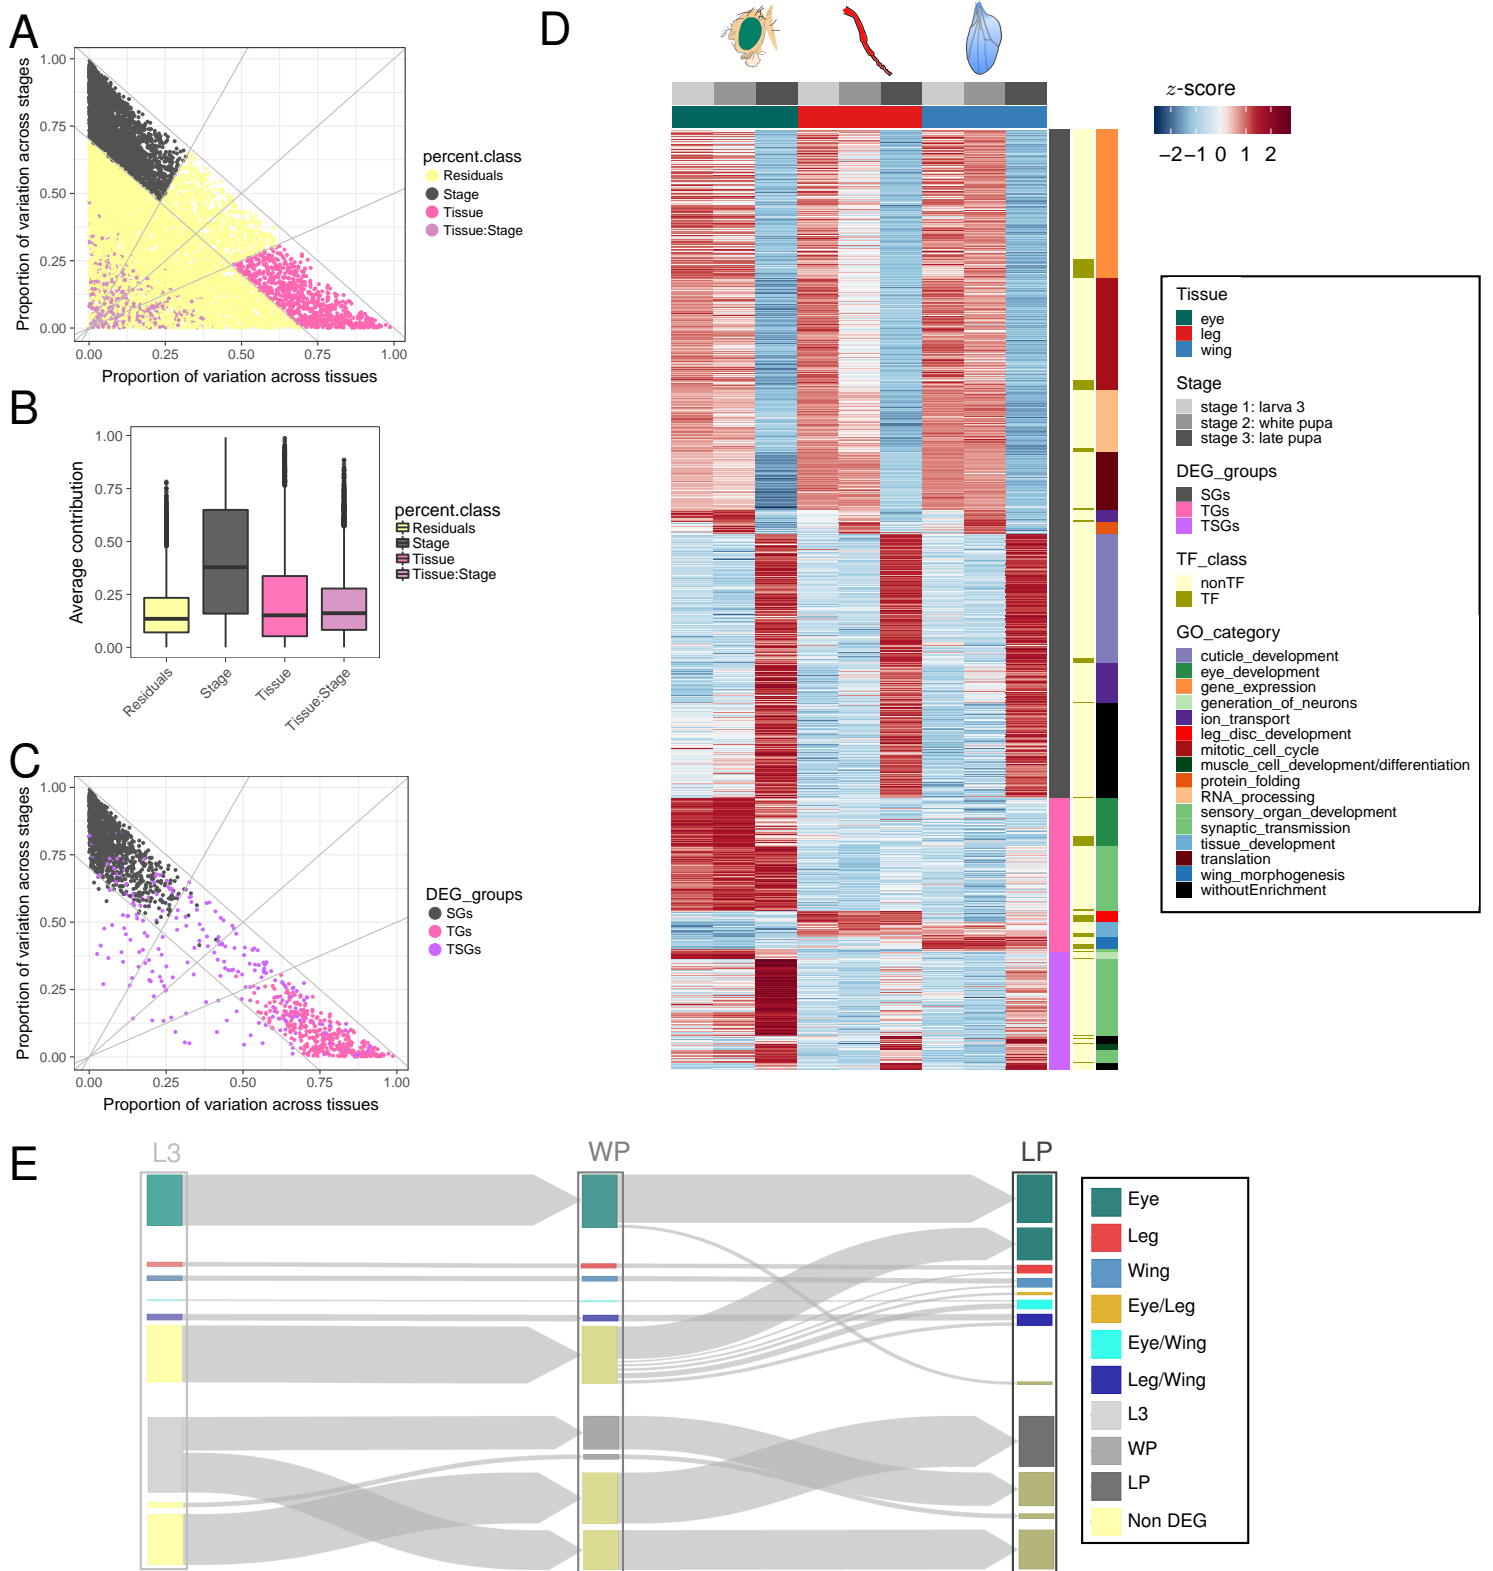 A
1.00
0.75
0.50
0.25
0.00
Proportion of variation across stages
0.00 0.25 0.50 0.75 1.00
Proportion of variation across tissues
percent.class
Residuals
Stage
Tissue
Tissue:Stage
B
1.00
0.75
0.50
0.25
0.00
Average contribution
Residuals
Stage
Tissue
Tissue:Stage
percent.class
Residuals
Stage
Tissue
Tissue:Stage
C
1.00
0.75
0.50
0.25
0.00
Proportion of variation across stages
0.00 0.25 0.50 0.75 1.00
Proportion of variation across tissues
DEG_groups
SGs
TGs
TSGs
D
z-score
−2 −1 0 1 2
Tissue
eye
leg
wing
Stage
stage 1: larva 3
stage 2: white pupa
stage 3: late pupa
DEG_groups
SGs
TGs
TSGs
TF_class
nonTF
TF
GO_category
cuticle_development
eye_development
gene_expression
generation_of_neurons
ion_transport
leg_disc_development
mitotic_cell_cycle
muscle_cell_development/differentiation
protein_folding
RNA_processing
sensory_organ_development
synaptic_transmission
tissue_development
translation
wing_morphogenesis
withoutEnrichment
E
L3
WP
LP
Eye
Leg
Wing
Eye/Leg
Eye/Wing
Leg/Wing
L3
WP
LP
Non DEG